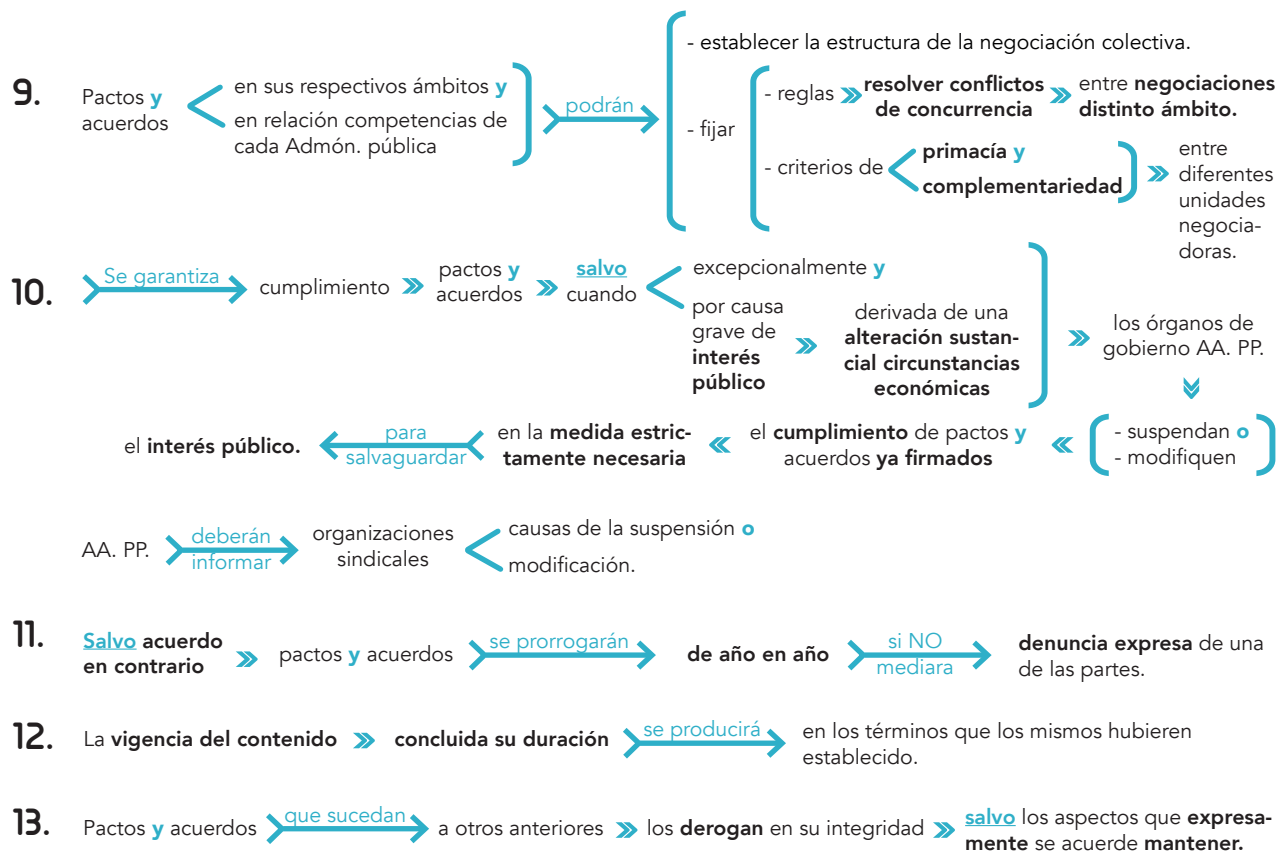 9.
Pactos y
acuerdos
en sus respectivos ámbitos y
en relación competencias de
cada Admón. pública
podrán
- establecer la estructura de la negociación colectiva.
- fijar
- reglas
resolver conflictos
de concurrencia
entre negociaciones
distinto ámbito.
- criterios de
primacía y
complementariedad
entre
diferentes
unidades
negocia-
doras.
10.
Se garantiza
cumplimiento
pactos y
acuerdos
salvo
cuando
excepcionalmente y
por causa
grave de
interés
público
derivada de una
alteración sustan-
cial circunstancias
económicas
los órganos de
gobierno AA. PP.
- suspendan o
- modifiquen
el cumplimiento de pactos y
acuerdos ya firmados
en la medida estric-
tamente necesaria
para
salvaguardar
el interés público.
AA. PP.
deberán
informar
organizaciones
sindicales
causas de la suspensión o
modificación.
11.
Salvo acuerdo
en contrario
pactos y acuerdos
se prorrogarán
de año en año
si NO
mediara
denuncia expresa de una
de las partes.
12.
La vigencia del contenido
concluida su duración
se producirá
en los términos que los mismos hubieren
establecido.
13.
Pactos y acuerdos
que sucedan
a otros anteriores
los derogan en su integridad
salvo los aspectos que expresa-
mente se acuerde mantener.